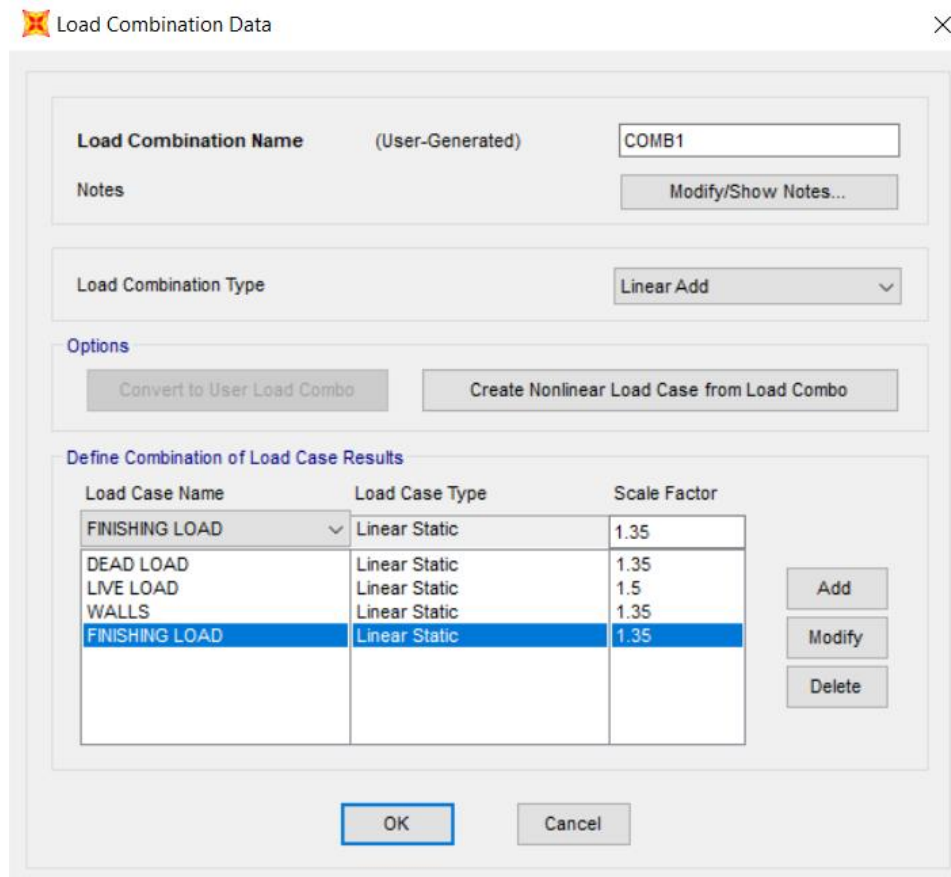 Load Combination Data
Load Combination Name (User-Generated) COMB1
Notes Modify/Show Notes...
Load Combination Type Linear Add
Options
Convert to User Load Combo Create Nonlinear Load Case from Load Combo
Define Combination of Load Case Results
Load Case Name Load Case Type Scale Factor
FINISHING LOAD Linear Static 1.35
DEAD LOAD Linear Static 1.35
LIVE LOAD Linear Static 1.5
WALLS Linear Static 1.35
FINISHING LOAD Linear Static 1.35
Add
Modify
Delete
OK Cancel